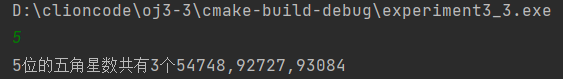 D:\clioncode\oj3-3\cmake-build-debug\experiment3_3.exe
5
5位的五角星数共有3个54748,92727,93084